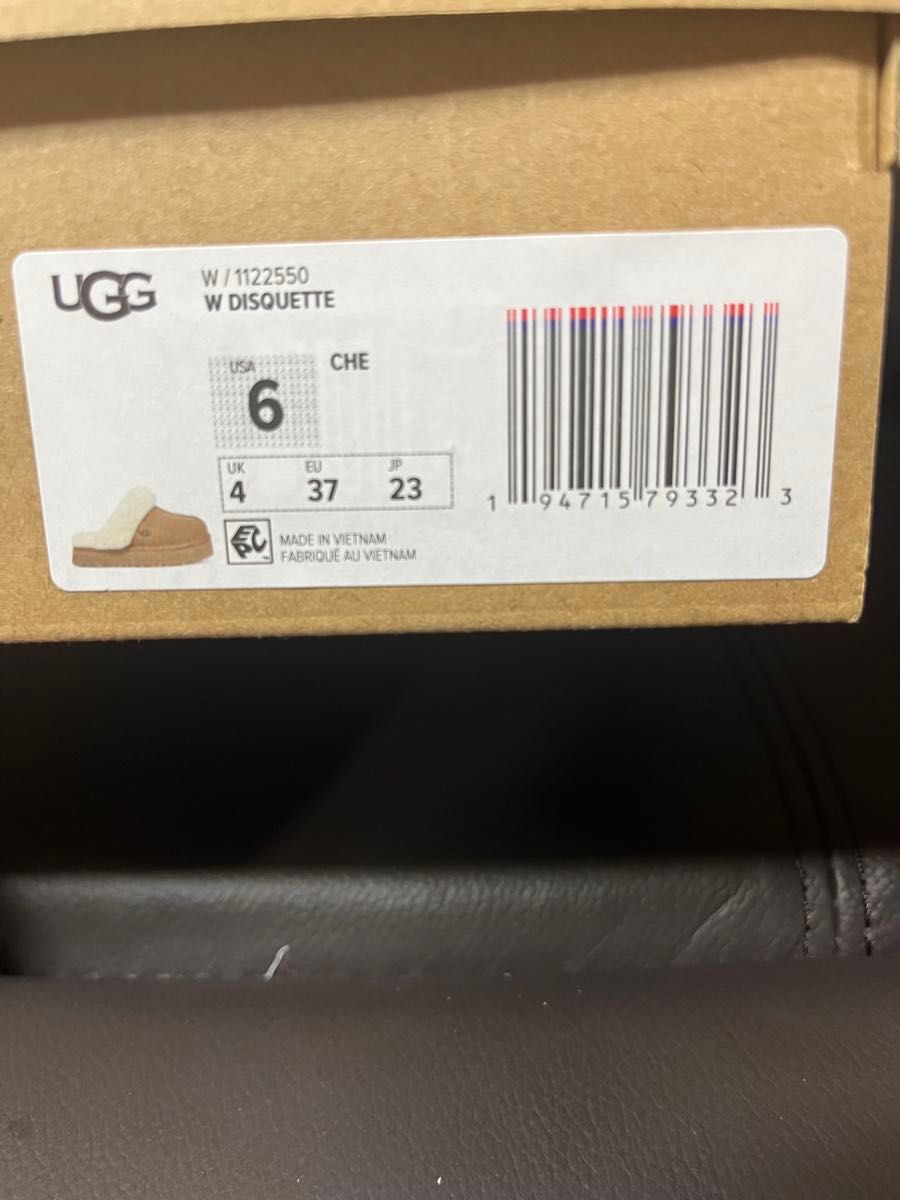 UGG
W / 1122550
W DISQUETTE
USA
6
CHE
UK EU JP
4 37 23
EPC
MADE IN VIETNAM
FABRIQUÉ AU VIETNAM
1 94715 79332 3